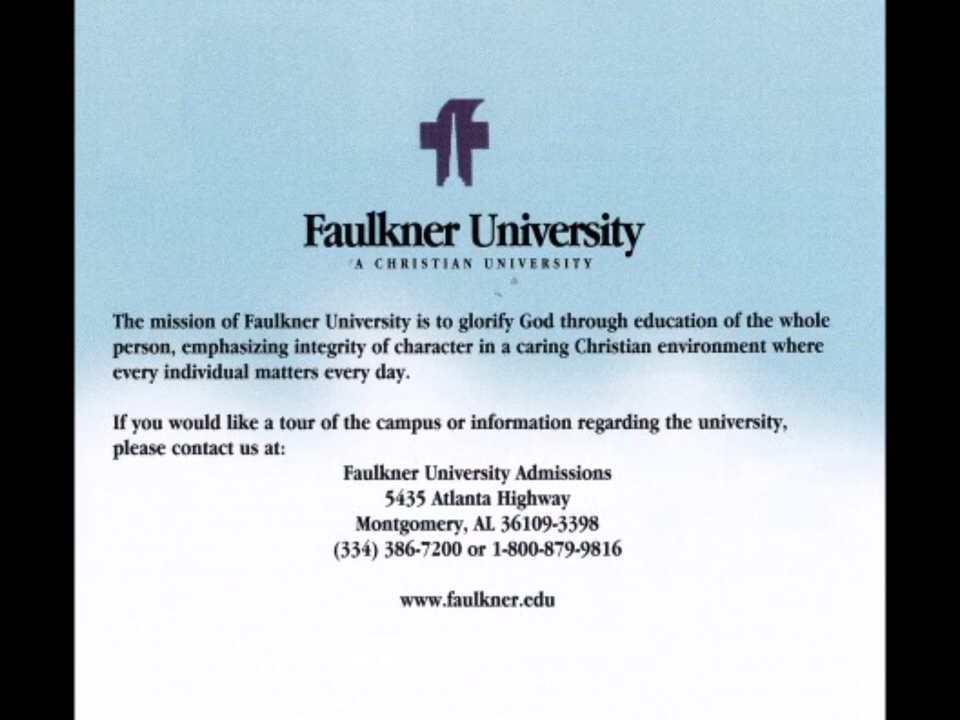 Faulkner University
A CHRISTIAN UNIVERSITY
The mission of Faulkner University is to glorify God through education of the whole
person, emphasizing integrity of character in a caring Christian environment where
every individual matters every day.
If you would like a tour of the campus or information regarding the university,
please contact us at:
Faulkner University Admissions
5435 Atlanta Highway
Montgomery, AL 36109-3398
(334) 386-7200 or 1-800-879-9816
www.faulkner.edu